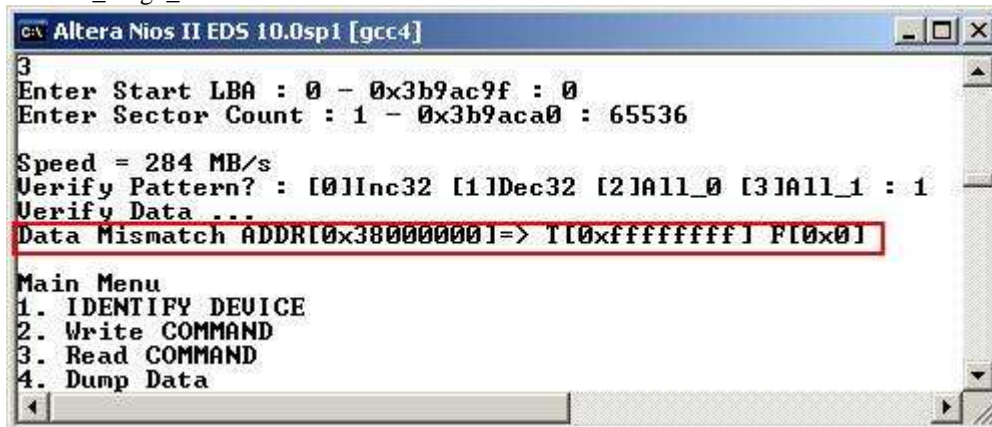 Altera Nios II EDS 10.0sp1 [gcc4]
3
Enter Start LBA : 0 - 0x3b9ac9f : 0
Enter Sector Count : 1 - 0x3b9aca0 : 65536
Speed = 284 MB/s
Verify Pattern? : [0]Inc32 [1]Dec32 [2]All_0 [3]All_1 : 1
Verify Data ...
Data Mismatch ADDR[0x38000000]=> T[0xffffffff] F[0x0]
Main Menu
1. IDENTIFY DEVICE
2. Write COMMAND
3. Read COMMAND
4. Dump Data